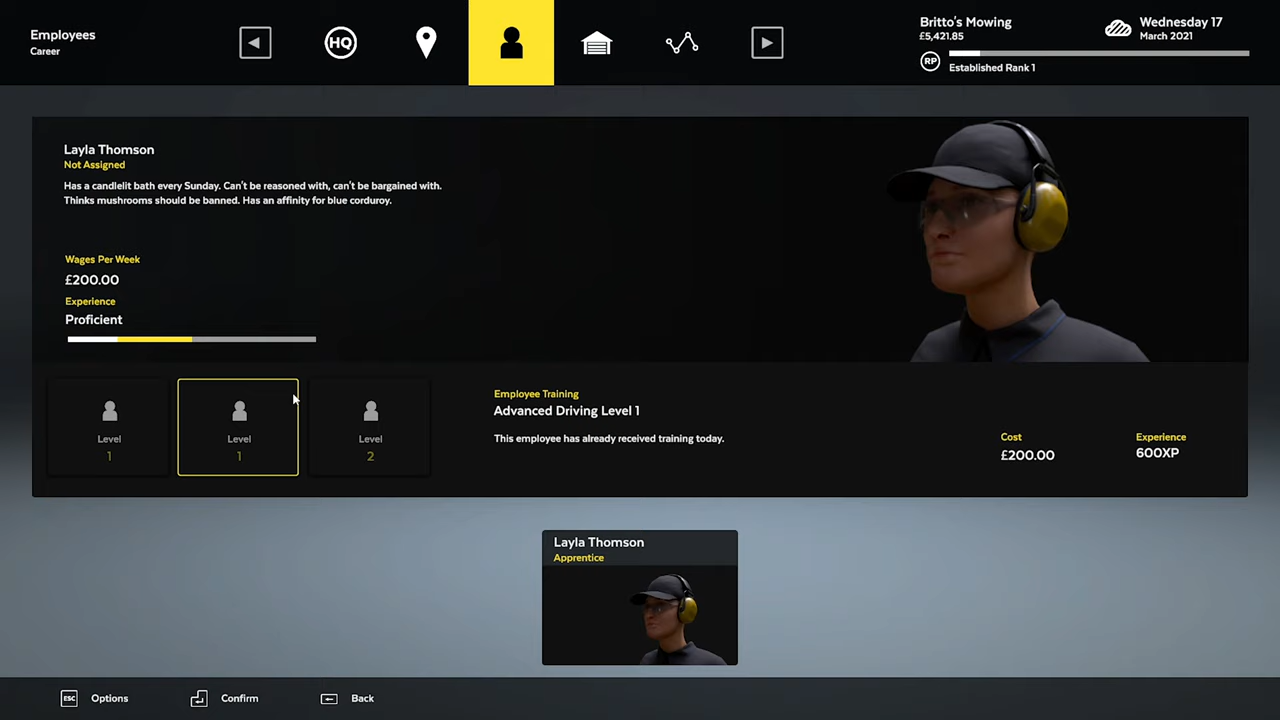 Employees
Career
HQ
Britto's Mowing
£5,421.85
RP
Established Rank 1
Wednesday 17
March 2021
Layla Thomson
Not Assigned
Has a candlelit bath every Sunday. Can't be reasoned with, can't be bargained with.
Thinks mushrooms should be banned. Has an affinity for blue corduroy.
Wages Per Week
£200.00
Experience
Proficient
Level
1
Level
1
Level
2
Employee Training
Advanced Driving Level 1
This employee has already received training today.
Cost
£200.00
Experience
600XP
Layla Thomson
Apprentice
ESC Options
Confirm
Back